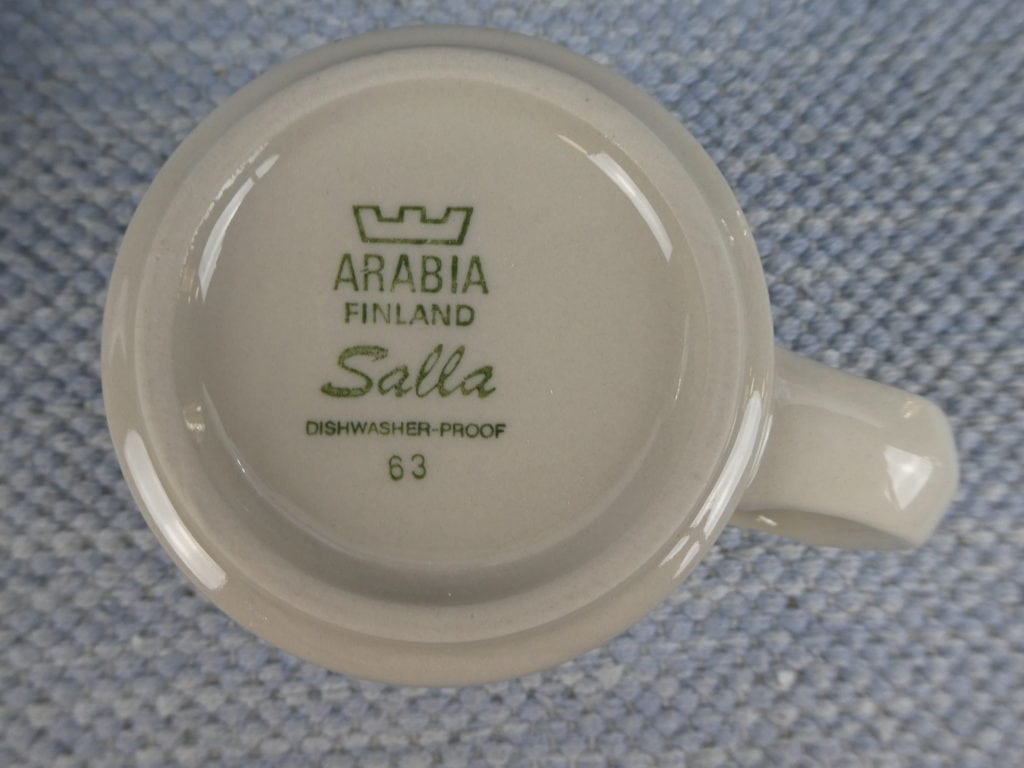 ARABIA
FINLAND
Salla
DISHWASHER-PROOF
63